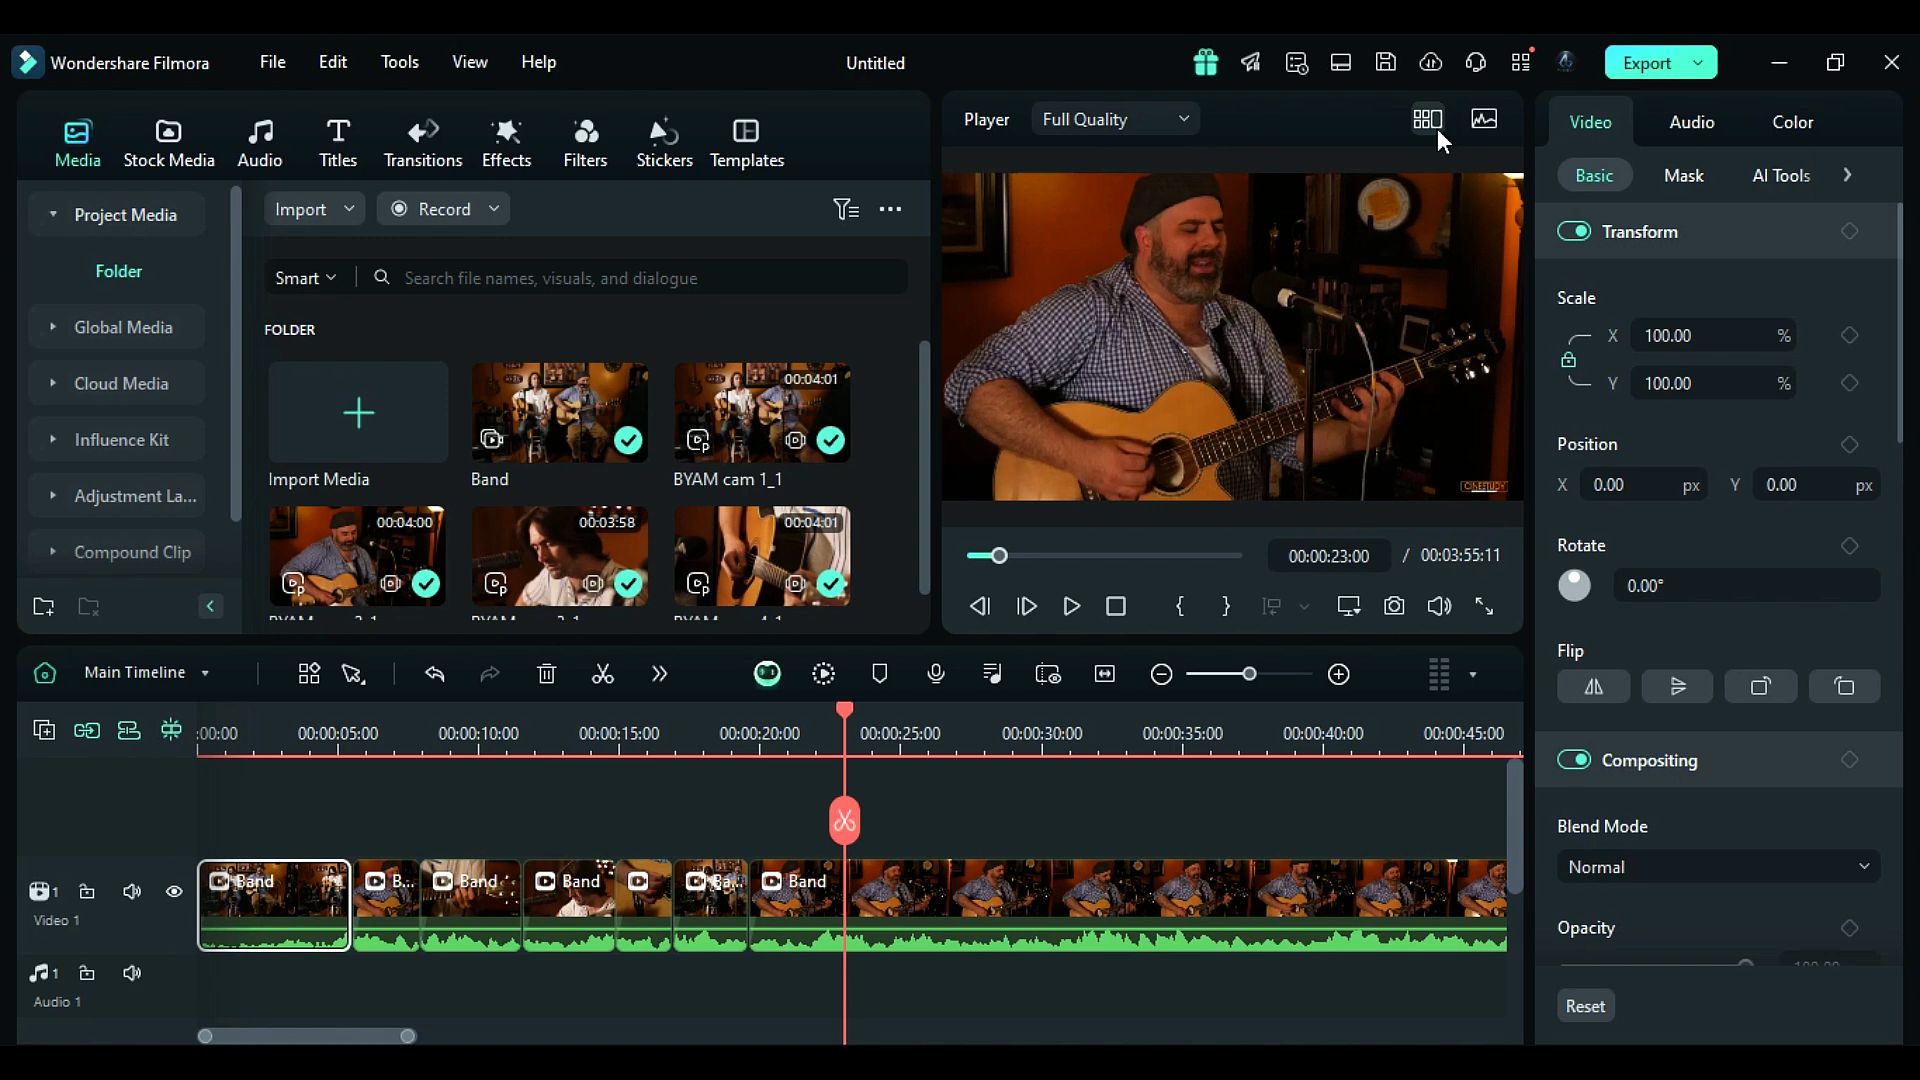 Wondershare Filmora File Edit Tools View Help Untitled Export
Media Stock Media Audio Titles Transitions Effects Filters Stickers Templates
Project Media
Folder
Global Media
Cloud Media
Influence Kit
Adjustment La...
Compound Clip
Import Record
Smart Search file names, visuals, and dialogue
FOLDER
00:04:01
Import Media Band BYAM cam 1_1
00:04:00 00:03:58 00:04:01
Player Full Quality
CINESTUDY
00:00:23:00 / 00:03:55:11
Video Audio Color
Basic Mask AI Tools
Transform
Scale
X 100.00 %
Y 100.00 %
Position
X 0.00 px Y 0.00 px
Rotate
0.00°
Flip
Compositing
Blend Mode
Normal
Opacity
100.00
Reset
Main Timeline
:00:00 00:00:05:00 00:00:10:00 00:00:15:00 00:00:20:00 00:00:25:00 00:00:30:00 00:00:35:00 00:00:40:00 00:00:45:00
Band B... Band Band Ba... Band
1
Video 1
1
Audio 1